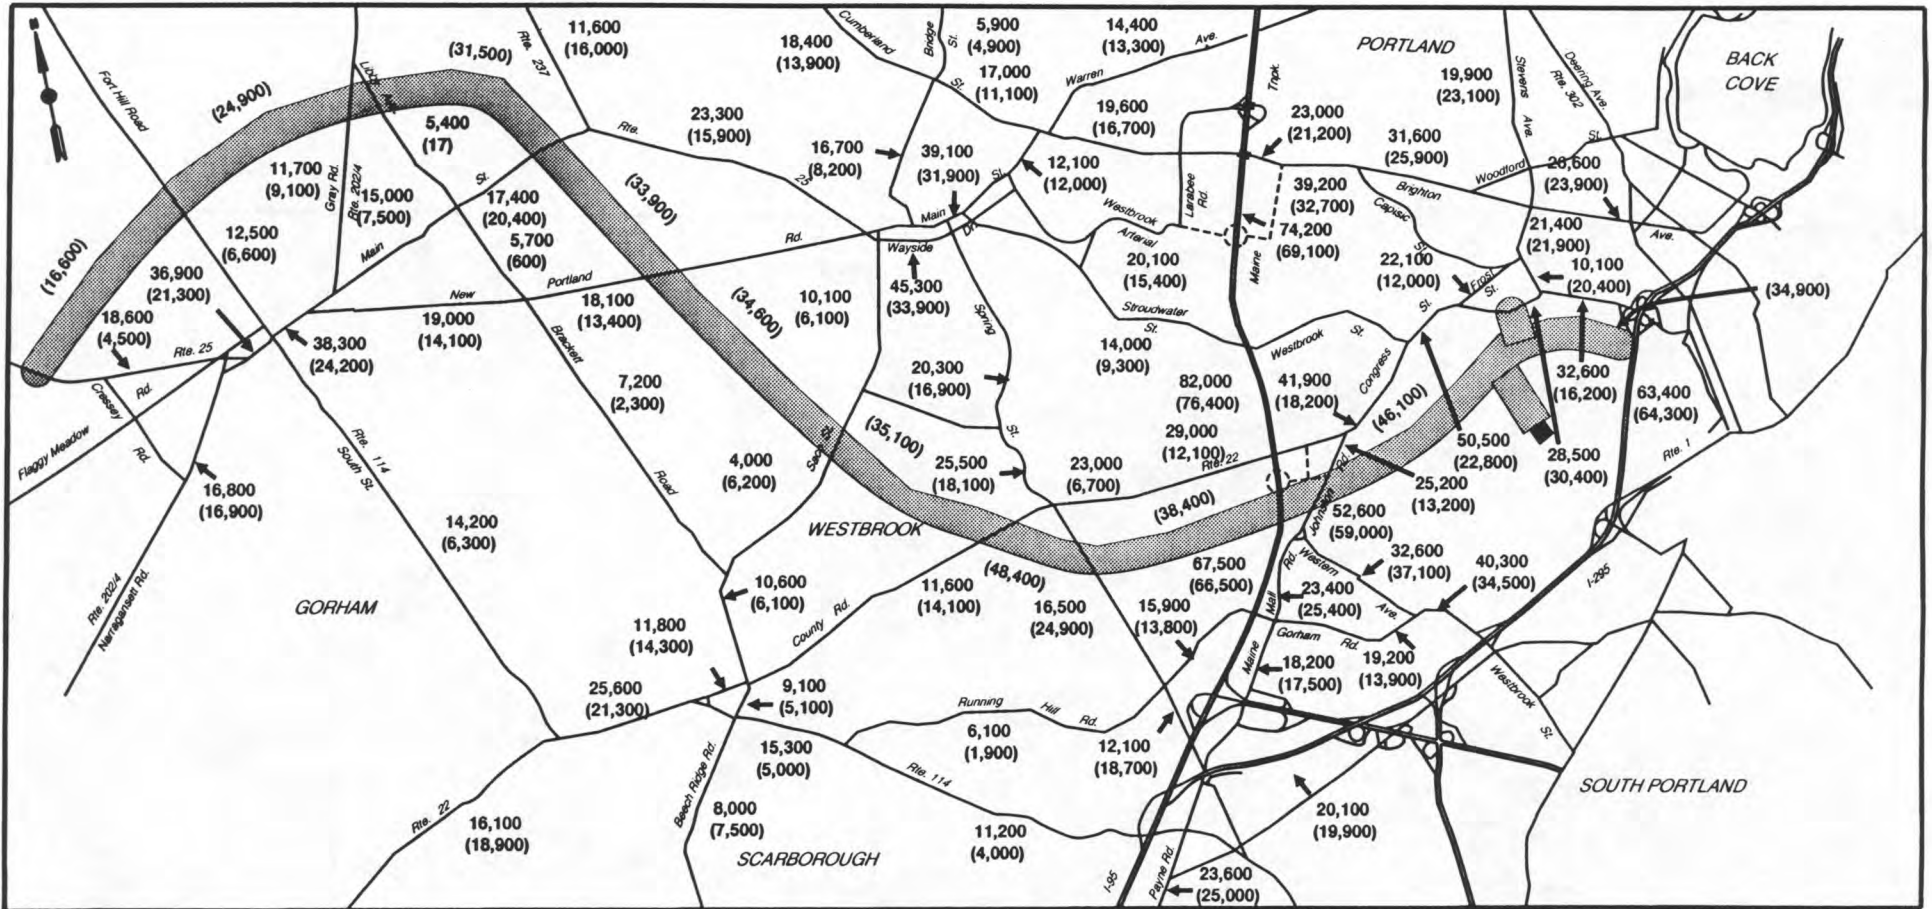 11,600
(16,000)
Rte. 237
(31,500)
Libby Ave.
Fort Hill Road
(24,900)
5,400
(17)
11,700
(9,100)
Gray Rd.
Rte. 202/4
15,000
(7,500)
Main
St.
17,400
(20,400)
5,700
(600)
(16,600)
12,500
(6,600)
36,900
(21,300)
18,600
(4,500)
Rte. 25
Rd.
Cressey
Rd.
Flaggy Meadow
38,300
(24,200)
New
Portland
Rd.
19,000
(14,100)
18,100
(13,400)
23,300
(15,900)
Rte.
25
(33,900)
(34,600)
18,400
(13,900)
Cumberland
St.
Bridge
St.
5,900
(4,900)
17,000
(11,100)
14,400
(13,300)
Warren
Ave.
19,600
(16,700)
16,700
(8,200)
39,100
(31,900)
St.
Main
Dr.
Wayside
12,100
(12,000)
Westbrook
Arterial
Larabee
Rd.
20,100
(15,400)
45,300
(33,900)
10,100
(6,100)
Spring
St.
Stroudwater
St.
14,000
(9,300)
20,300
(16,900)
Tnpk.
Maine
23,000
(21,200)
39,200
(32,700)
74,200
(69,100)
PORTLAND
31,600
(25,900)
19,900
(23,100)
Stevens
Ave.
Deering Ave.
Rte. 302
BACK
COVE
Woodford
St.
26,600
(23,900)
Brighton
Ave.
Capisic
St.
21,400
(21,900)
22,100
(12,000)
Frost
St.
10,100
(20,400)
(34,900)
Westbrook
St.
Congress
St.
82,000
(76,400)
41,900
(18,200)
(46,100)
32,600
(16,200)
63,400
(64,300)
50,500
(22,800)
28,500
(30,400)
Rte. 1
29,000
(12,100)
Rte. 22
25,200
(13,200)
Brackett
Road
7,200
(2,300)
4,000
(6,200)
Saco St.
(35,100)
25,500
(18,100)
23,000
(6,700)
(38,400)
Rte. 114
South St.
16,800
(16,900)
14,200
(6,300)
Rte. 202/4
Narragansett Rd.
GORHAM
WESTBROOK
(48,400)
10,600
(6,100)
County
Rd.
11,600
(14,100)
16,500
(24,900)
15,900
(13,800)
67,500
(66,500)
Johnson
Rd.
52,600
(59,000)
Western
Ave.
32,600
(37,100)
40,300
(34,500)
I-295
Rd.
Mall
Maine
23,400
(25,400)
Gorham
Rd.
18,200
(17,500)
19,200
(13,900)
Westbrook
St.
11,800
(14,300)
25,600
(21,300)
9,100
(5,100)
Running
Hill
Rd.
6,100
(1,900)
12,100
(18,700)
15,300
(5,000)
Rte. 114
Beech Ridge Rd.
8,000
(7,500)
Rte. 22
16,100
(18,900)
SCARBOROUGH
11,200
(4,000)
SOUTH PORTLAND
20,100
(19,900)
I-95
Payne Rd.
23,600
(25,000)